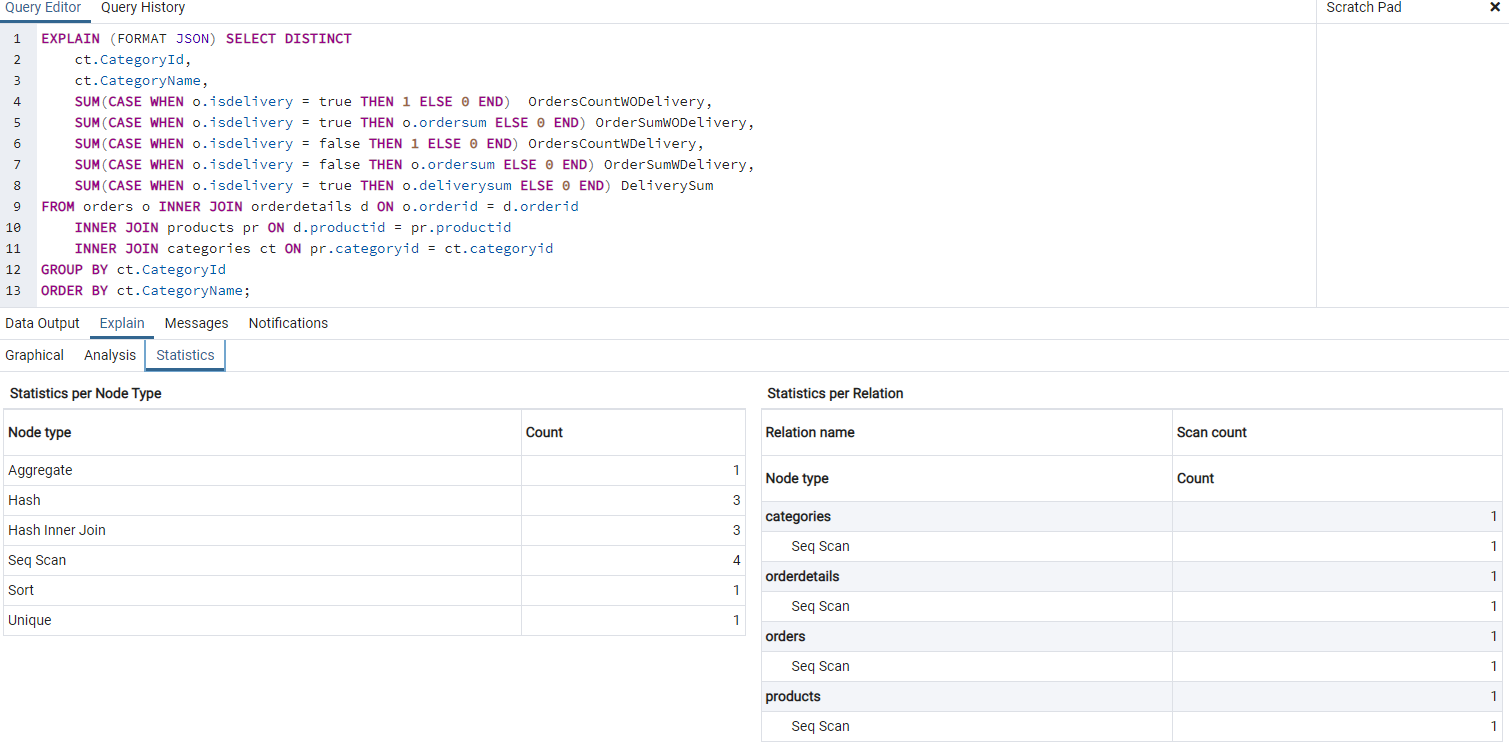 Query Editor Query History Scratch Pad ×
1 EXPLAIN (FORMAT JSON) SELECT DISTINCT
2 ct.CategoryId,
3 ct.CategoryName,
4 SUM(CASE WHEN o.isdelivery = true THEN 1 ELSE 0 END) OrdersCountWODelivery,
5 SUM(CASE WHEN o.isdelivery = true THEN o.ordersum ELSE 0 END) OrderSumWODelivery,
6 SUM(CASE WHEN o.isdelivery = false THEN 1 ELSE 0 END) OrdersCountWDelivery,
7 SUM(CASE WHEN o.isdelivery = false THEN o.ordersum ELSE 0 END) OrderSumWDelivery,
8 SUM(CASE WHEN o.isdelivery = true THEN o.deliverysum ELSE 0 END) DeliverySum
9 FROM orders o INNER JOIN orderdetails d ON o.orderid = d.orderid
10 INNER JOIN products pr ON d.productid = pr.productid
11 INNER JOIN categories ct ON pr.categoryid = ct.categoryid
12 GROUP BY ct.CategoryId
13 ORDER BY ct.CategoryName;
Data Output Explain Messages Notifications
Graphical Analysis Statistics
Statistics per Node Type
Node type Count
Aggregate 1
Hash 3
Hash Inner Join 3
Seq Scan 4
Sort 1
Unique 1
Statistics per Relation
Relation name Scan count
Node type Count
categories 1
Seq Scan 1
orderdetails 1
Seq Scan 1
orders 1
Seq Scan 1
products 1
Seq Scan 1